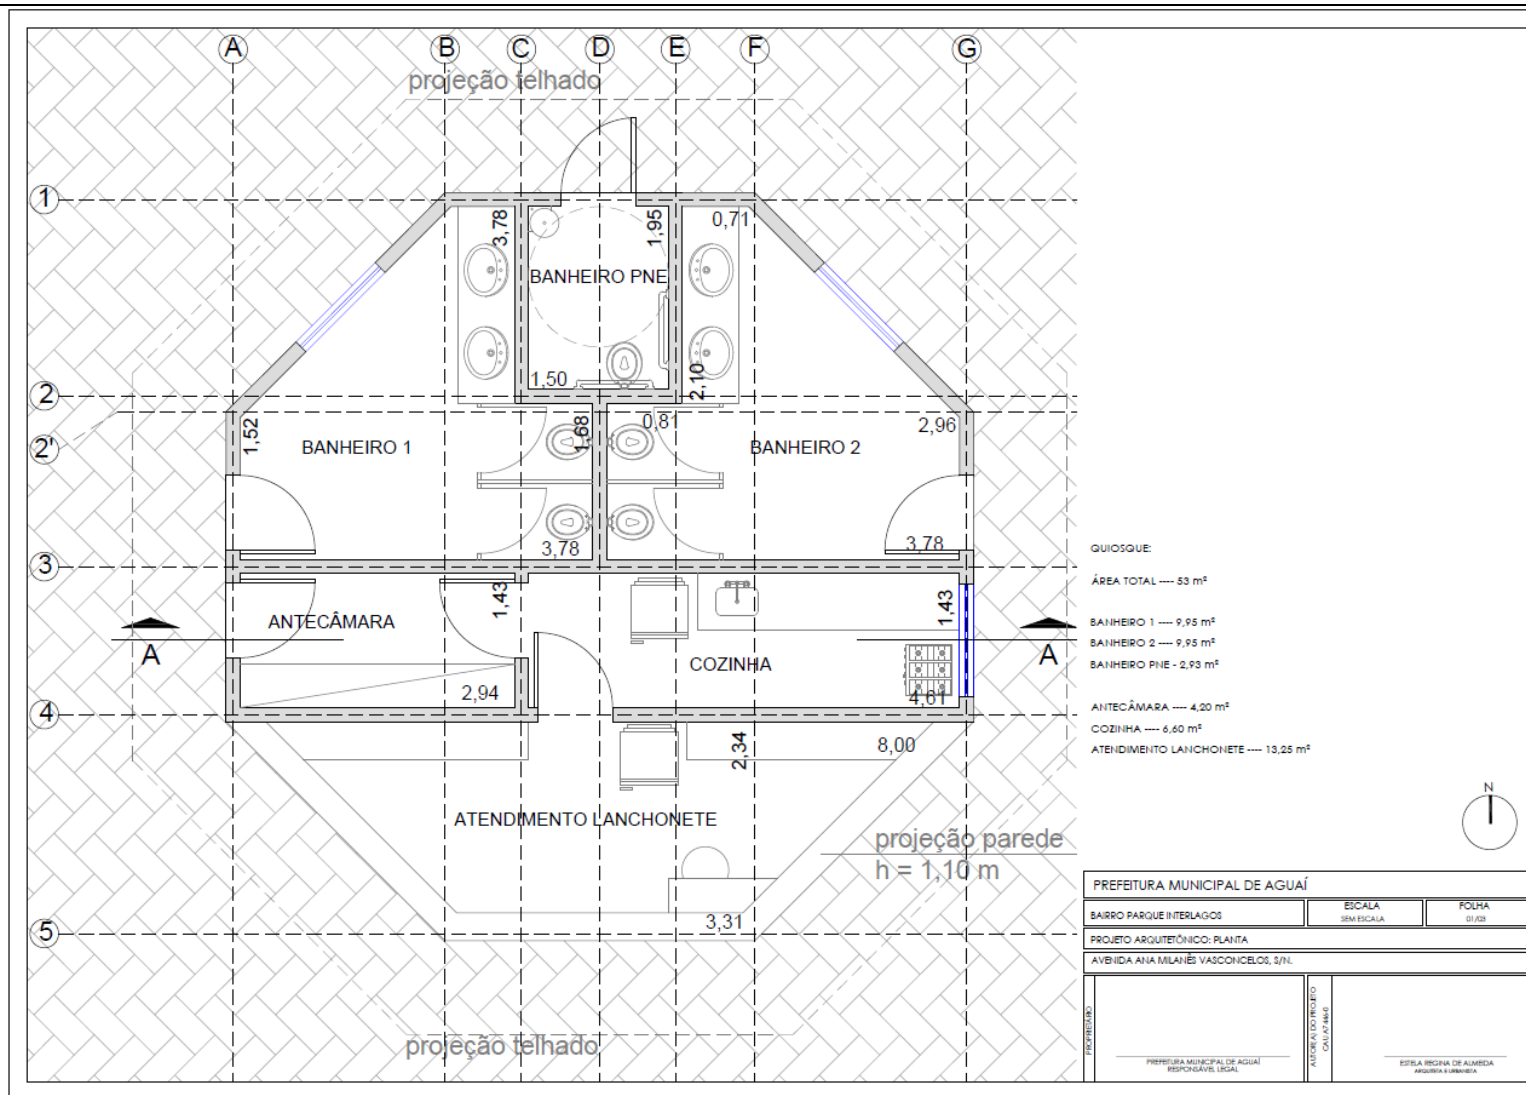 A B C D E F G
projeção telhado
1
3,78
1,95
0,71
BANHEIRO PNE
1,50
2,10
2
2'
1,52
1,68
0,81
2,96
BANHEIRO 1
BANHEIRO 2
3,78
3,78
3
1,43
1,43
ANTECÂMARA
A
A
COZINHA
2,94
4,61
4
2,34
8,00
ATENDIMENTO LANCHONETE
projeção parede
h = 1,10 m
3,31
5
projeção telhado
QUIOSQUE:
ÁREA TOTAL ---- 53 m²
BANHEIRO 1 ---- 9,95 m²
BANHEIRO 2 ---- 9,95 m²
BANHEIRO PNE - 2,93 m²
ANTECÂMARA ---- 4,20 m²
COZINHA ---- 6,60 m²
ATENDIMENTO LANCHONETE ---- 13,25 m²
N
PREFEITURA MUNICIPAL DE AGUAÍ
BAIRRO PARQUE INTERLAGOS
ESCALA
SEM ESCALA
FOLHA
01/03
PROJETO ARQUITETÔNICO: PLANTA
AVENIDA ANA MILANÊS VASCONCELOS, S/N.
PROPRIETÁRIO
PREFEITURA MUNICIPAL DE AGUAÍ
RESPONSÁVEL LEGAL
AUTOR(A) DO PROJETO
ESTELA REGINA DE ALMEIDA
ARQUITETA E URBANISTA